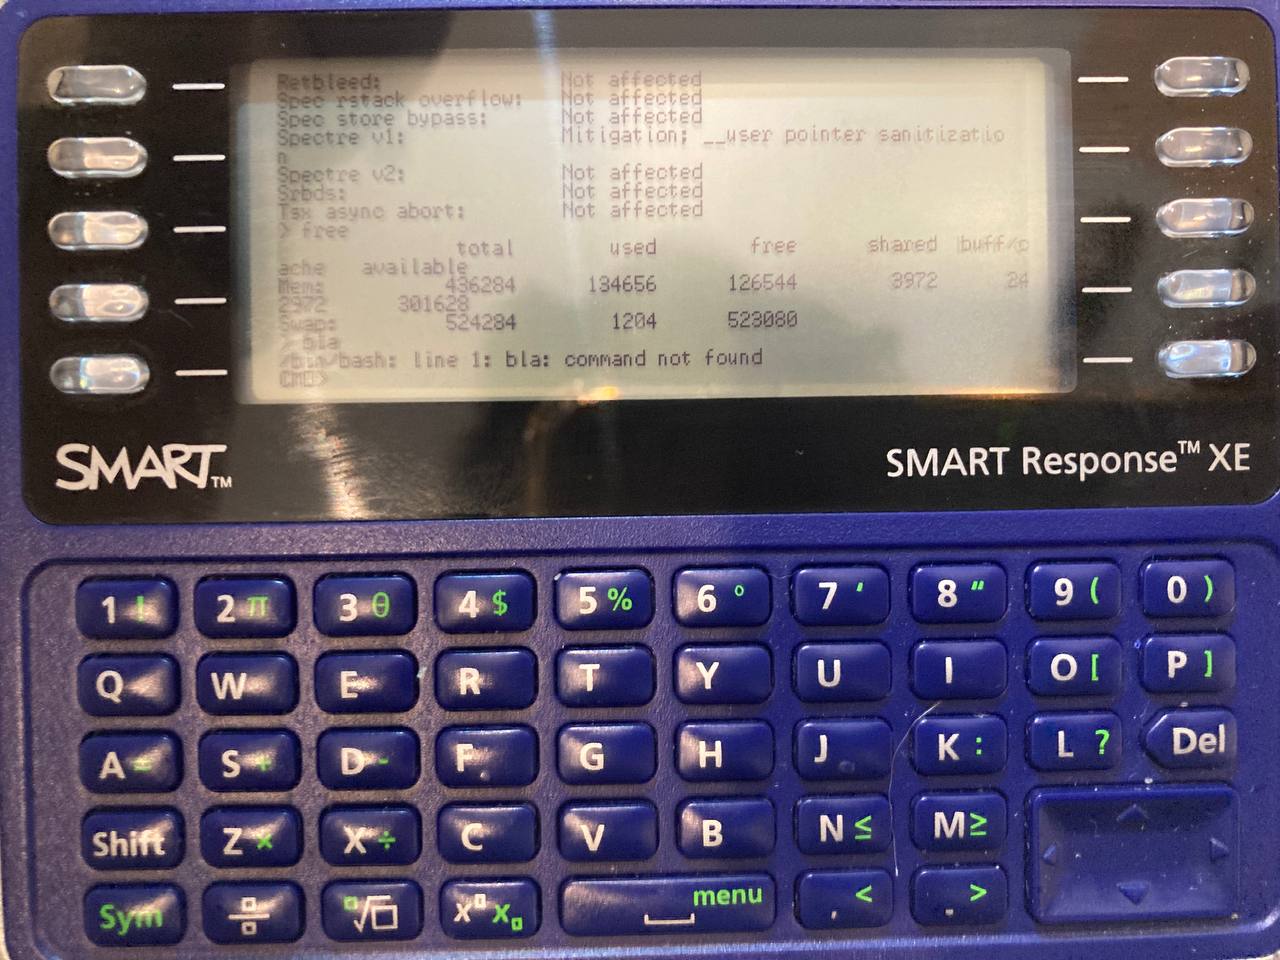 Retbleed: Not affected
Spec rstack overflow: Not affected
Spec store bypass: Not affected
Spectre v1: Mitigation; __user pointer sanitizatio
n
Spectre v2: Not affected
Srbds: Not affected
Tsx async abort: Not affected
> free
total used free shared buff/c
ache available
Mem: 436284 134656 126544 3972 24
2972 301628
Swap: 524284 1204 523080
> bla
/bin/bash: line 1: bla: command not found
CMD>
SMART™ SMART Response™ XE
1 ! 2 π 3 θ 4 $ 5 % 6 ° 7 ' 8 " 9 ( 0 )
Q W E R T Y U I O [ P ]
A = S + D - F G H J K : L ? Del
Shift Z × X ÷ C V B N ≤ M ≥
Sym √ x x menu , < . >